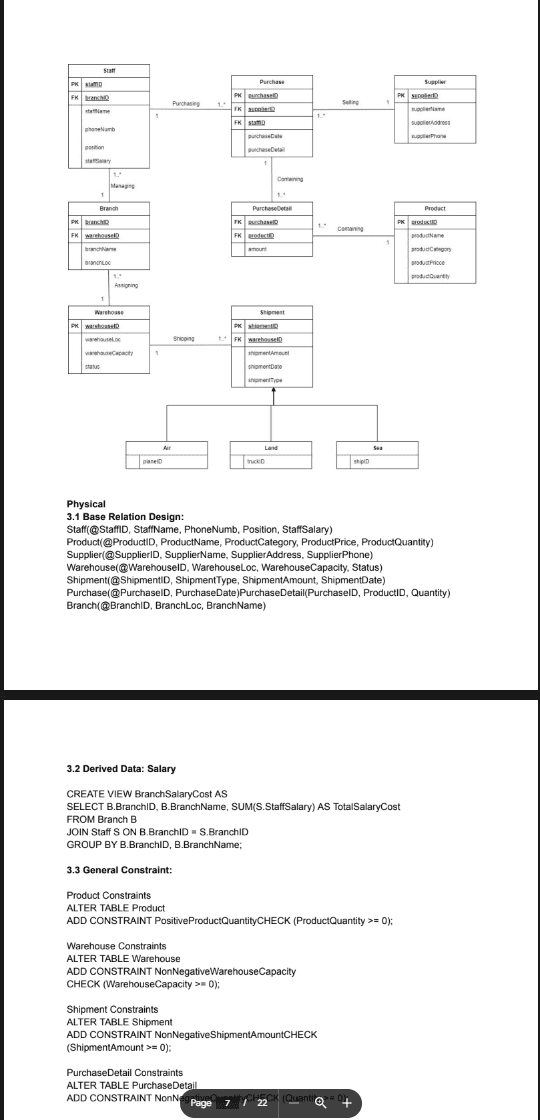 Staff
PK staffID
FK branchID
staffName
phoneNumb
position
staffSalary
Purchasing
1
1..*
Purchase
PK purchaseID
FK supplierID
FK staffID
purchaseDate
purchaseDetail
Selling
1..*
1
Supplier
PK supplierID
supplierName
supplierAddress
supplierPhone
1..*
Managing
1
1
Containing
1..*
Branch
PK branchID
FK warehouseID
branchName
branchLoc
PurchaseDetail
FK purchaseID
FK productID
amount
1..*
Containing
1
Product
PK productID
productName
productCategory
productPricce
productQuantity
1..*
Assigning
1
Warehouse
PK warehouseID
warehouseLoc
warehouseCapacity
status
Shipping
1
1..*
Shipment
PK shipmentID
FK warehouseID
shipmentAmount
shipmentDate
shipmentType
Air
planeID
Land
truckID
Sea
shipID
Physical
3.1 Base Relation Design:
Staff(@StaffID, StaffName, PhoneNumb, Position, StaffSalary)
Product(@ProductID, ProductName, ProductCategory, ProductPrice, ProductQuantity)
Supplier(@SupplierID, SupplierName, SupplierAddress, SupplierPhone)
Warehouse(@WarehouseID, WarehouseLoc, WarehouseCapacity, Status)
Shipment(@ShipmentID, ShipmentType, ShipmentAmount, ShipmentDate)
Purchase(@PurchaseID, PurchaseDate)PurchaseDetail(PurchaseID, ProductID, Quantity)
Branch(@BranchID, BranchLoc, BranchName)
3.2 Derived Data: Salary
CREATE VIEW BranchSalaryCost AS
SELECT B.BranchID, B.BranchName, SUM(S.StaffSalary) AS TotalSalaryCost
FROM Branch B
JOIN Staff S ON B.BranchID = S.BranchID
GROUP BY B.BranchID, B.BranchName;
3.3 General Constraint:
Product Constraints
ALTER TABLE Product
ADD CONSTRAINT PositiveProductQuantityCHECK (ProductQuantity >= 0);
Warehouse Constraints
ALTER TABLE Warehouse
ADD CONSTRAINT NonNegativeWarehouseCapacity
CHECK (WarehouseCapacity >= 0);
Shipment Constraints
ALTER TABLE Shipment
ADD CONSTRAINT NonNegativeShipmentAmountCHECK
(ShipmentAmount >= 0);
PurchaseDetail Constraints
ALTER TABLE PurchaseDetail
ADD CONSTRAINT
Page 7 / 22